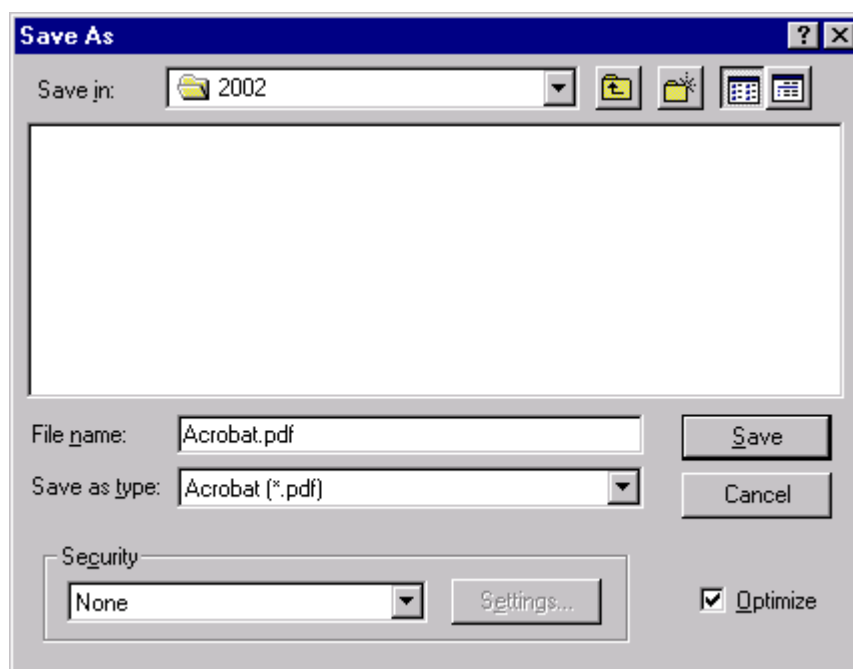 Save As
Save in: 2002
File name: Acrobat.pdf Save
Save as type: Acrobat (*.pdf) Cancel
Security
None Settings... Optimize